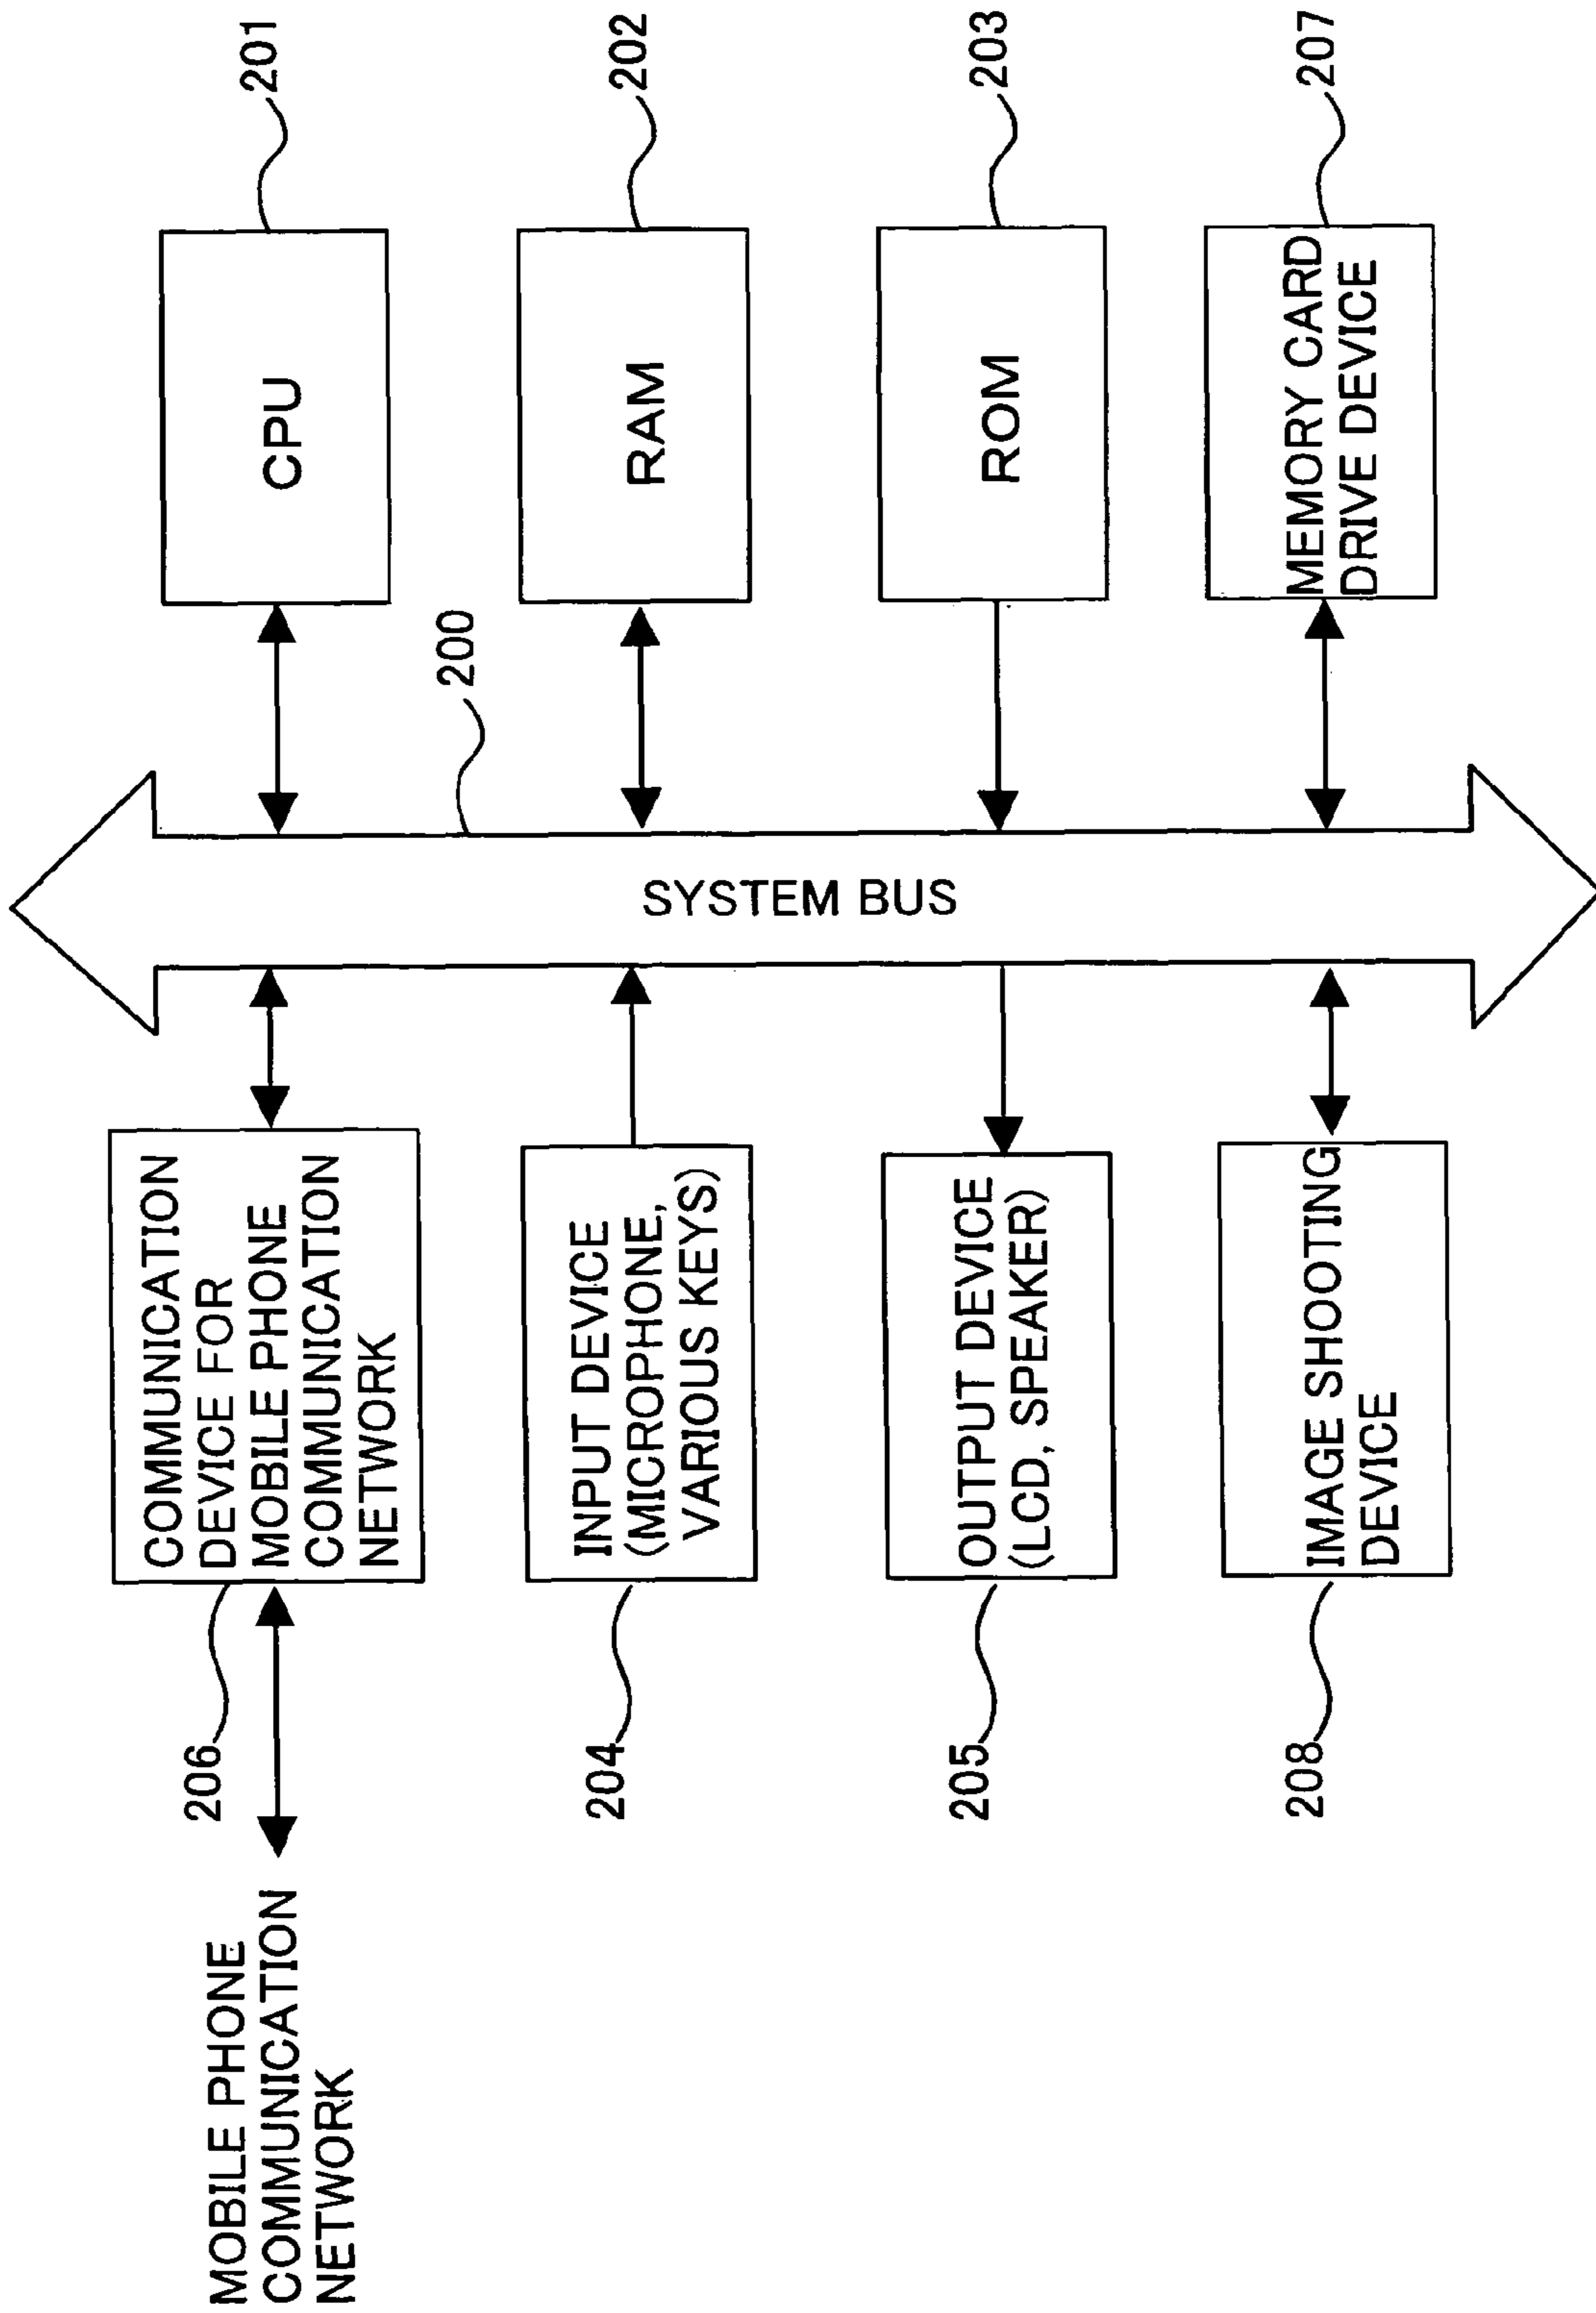 MOBILE PHONE
COMMUNICATION
NETWORK
206
COMMUNICATION
DEVICE FOR
MOBILE PHONE
COMMUNICATION
NETWORK
204
INPUT DEVICE
(MICROPHONE,
VARIOUS KEYS)
205
OUTPUT DEVICE
(LCD, SPEAKER)
208
IMAGE SHOOTING
DEVICE
SYSTEM BUS
200
CPU
201
RAM
202
ROM
203
MEMORY CARD
DRIVE DEVICE
207